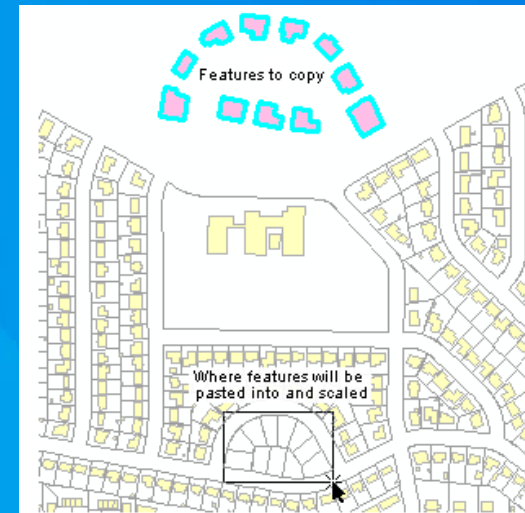 Features to copy
Where features will be
pasted into and scaled